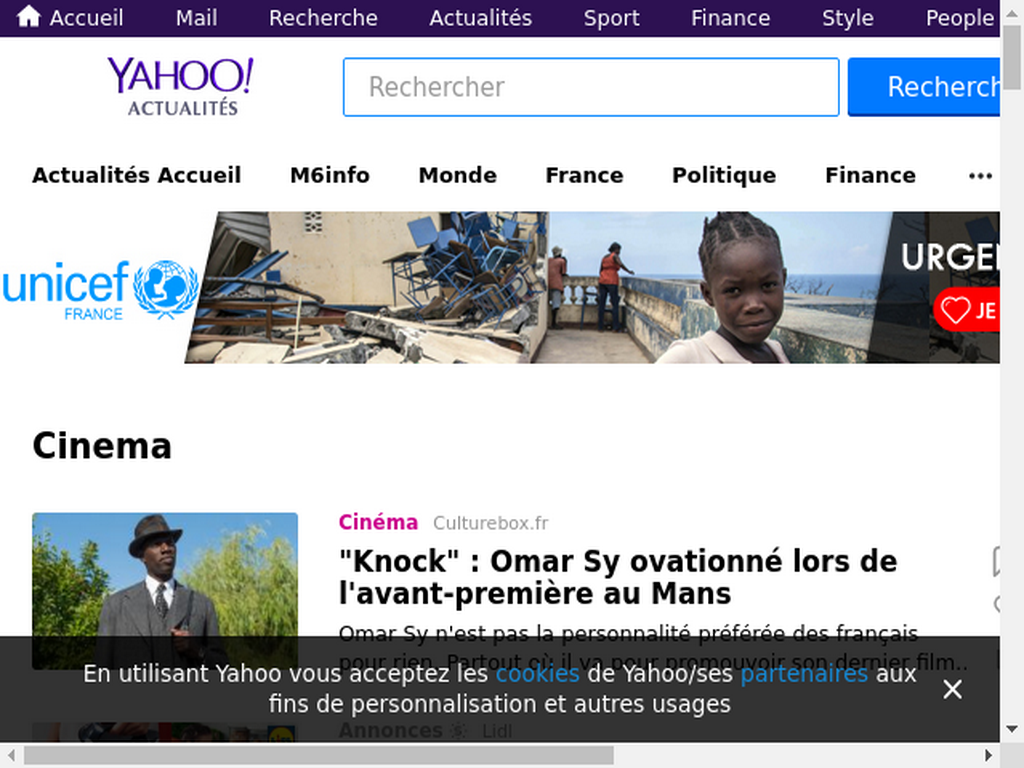 Accueil Mail Recherche Actualités Sport Finance Style People
YAHOO!
ACTUALITÉS
Rechercher
Recherch
Actualités Accueil M6info Monde France Politique Finance ...
unicef
FRANCE
URGEN
JE
Cinema
Cinéma Culturebox.fr
"Knock" : Omar Sy ovationné lors de
l'avant-première au Mans
Omar Sy n'est pas la personnalité préférée des français
pour rien. Partout où il va pour promouvoir son dernier film..
En utilisant Yahoo vous acceptez les cookies de Yahoo/ses partenaires aux
fins de personnalisation et autres usages
Annonces Lidl